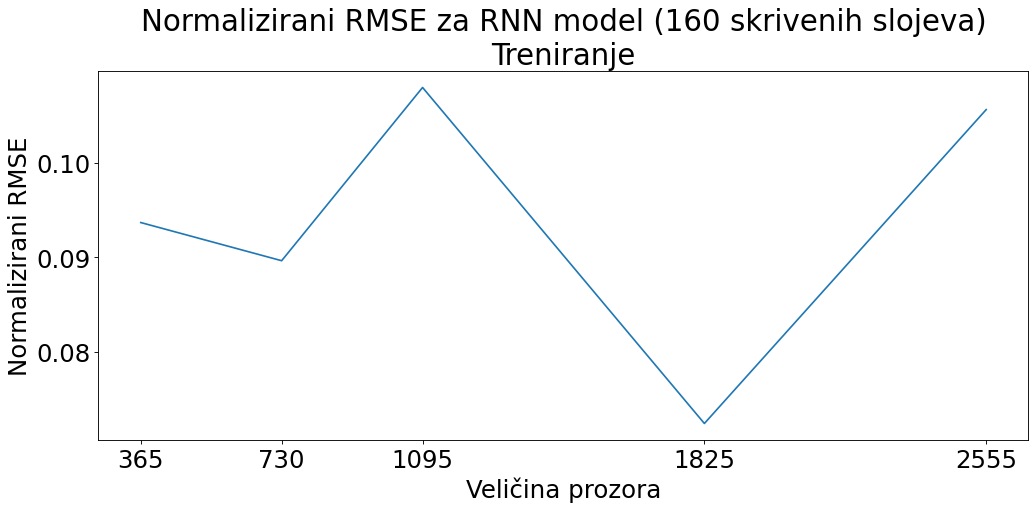 Normalizirani RMSE za RNN model (160 skrivenih slojeva)
Treniranje
Normalizirani RMSE
0.10
0.09
0.08
365 730 1095 1825 2555
Veličina prozora